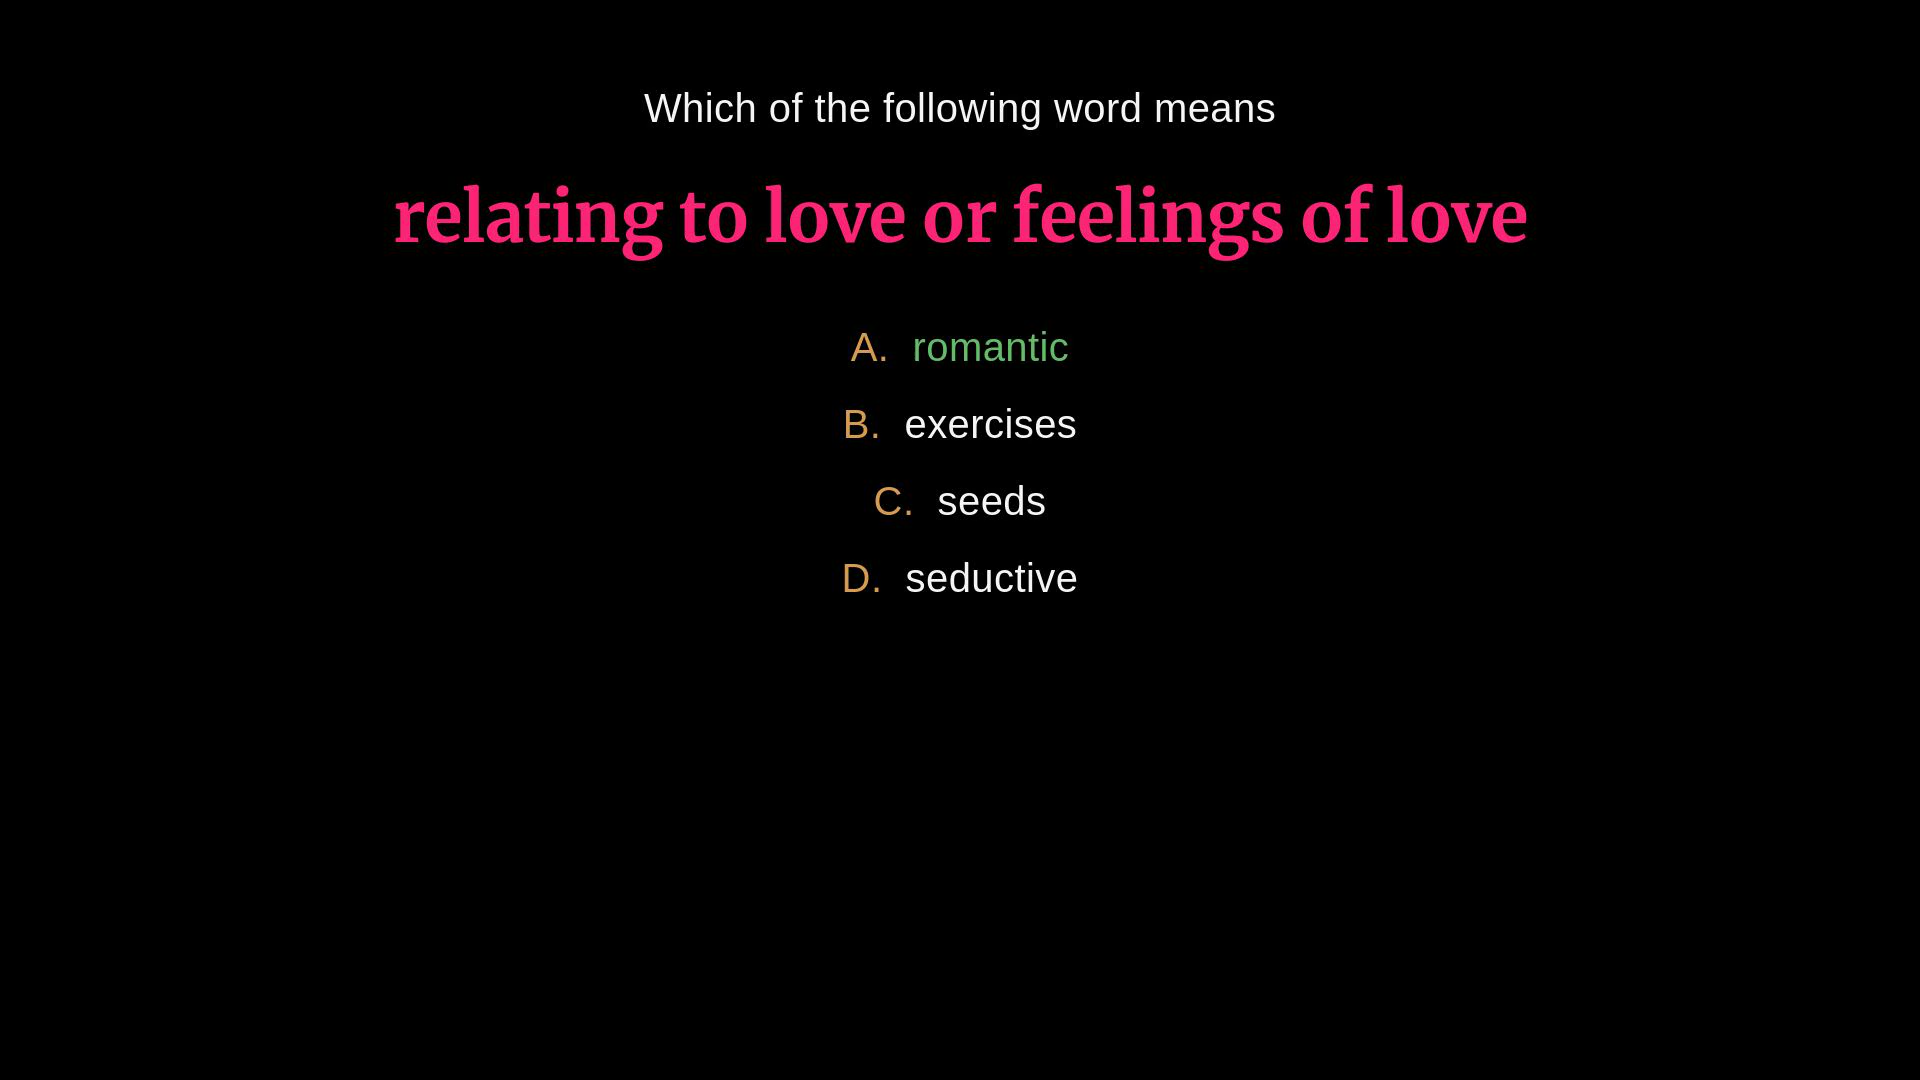 Which of the following word means
relating to love or feelings of love
A. romantic
B. exercises
C. seeds
D. seductive